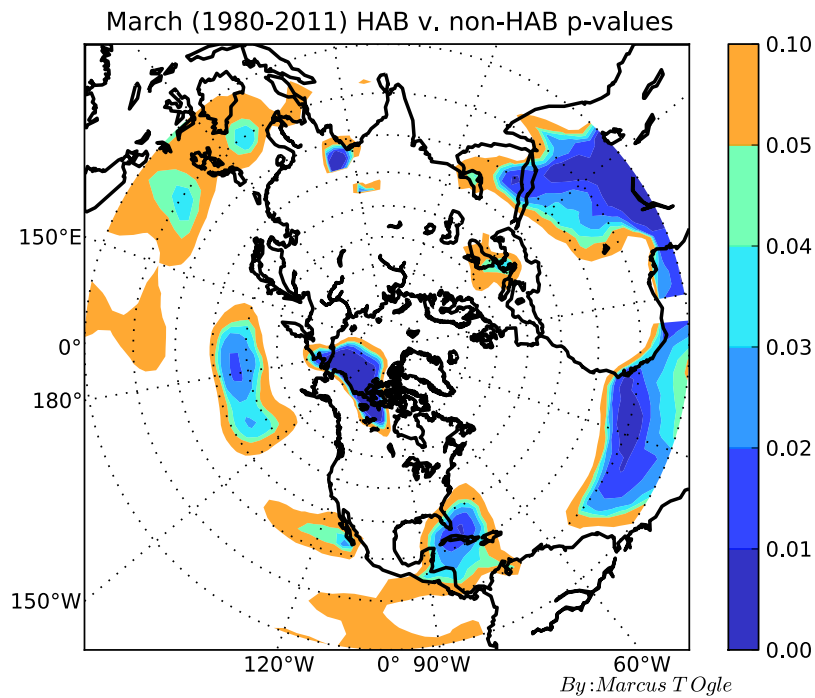 March (1980-2011) HAB v. non-HAB p-values
0.10
0.05
0.04
0.03
0.02
0.01
0.00
150°E
0°
180°
150°W
120°W
0°
90°W
60°W
By:Marcus T Ogle